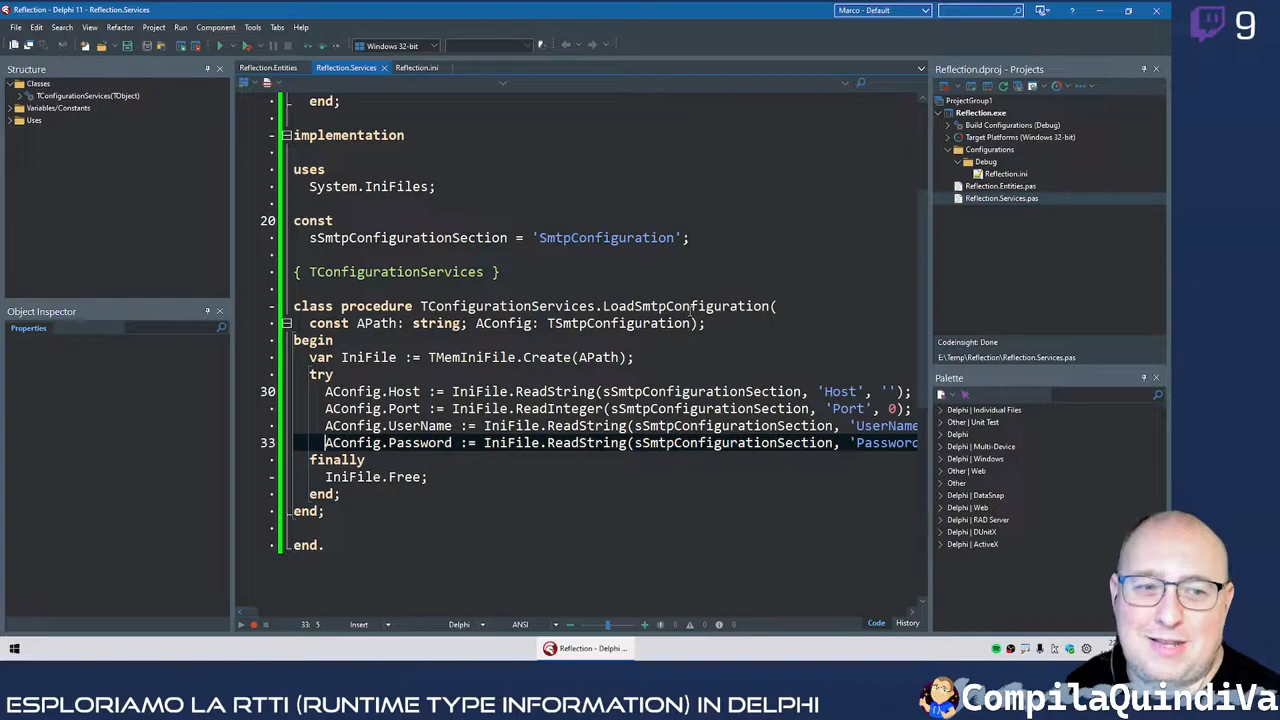 Reflection - Delphi 11 - Reflection.Services
Marco - Default
9
File Edit Search View Refactor Project Run Component Tools Tabs Help
Windows 32-bit
Structure
Classes
TConfigurationServices(TObject)
Variables/Constants
Uses
Object Inspector
Properties
Reflection.Entities Reflection.Services Reflection.ini
end;
implementation
uses
System.IniFiles;
20 const
sSmtpConfigurationSection = 'SmtpConfiguration';
{ TConfigurationServices }
class procedure TConfigurationServices.LoadSmtpConfiguration(
const APath: string; AConfig: TSmtpConfiguration);
begin
var IniFile := TMemIniFile.Create(APath);
try
30 AConfig.Host := IniFile.ReadString(sSmtpConfigurationSection, 'Host', '');
AConfig.Port := IniFile.ReadInteger(sSmtpConfigurationSection, 'Port', 0);
AConfig.UserName := IniFile.ReadString(sSmtpConfigurationSection, 'UserName
33 AConfig.Password := IniFile.ReadString(sSmtpConfigurationSection, 'Password
finally
IniFile.Free;
end;
end;
end.
33: 5 Insert Delphi ANSI 0 0 0 Code History
Reflection.dproj - Projects
ProjectGroup1
Reflection.exe
Build Configurations (Debug)
Target Platforms (Windows 32-bit)
Configurations
Debug
Reflection.ini
Reflection.Entities.pas
Reflection.Services.pas
CodeInsight: Done
E:\Temp\Reflection\Reflection.Services.pas
Palette
Delphi | Individual Files
Other | Unit Test
Delphi
Delphi | Multi-Device
Delphi | Windows
Other | Web
Other
Delphi | DataSnap
Delphi | Web
Delphi | RAD Server
Delphi | DUnitX
Delphi | ActiveX
Reflection - Delphi ...
ESPLORIAMO LA RTTI (RUNTIME TYPE INFORMATION) IN DELPHI
CompilaQuindiVa